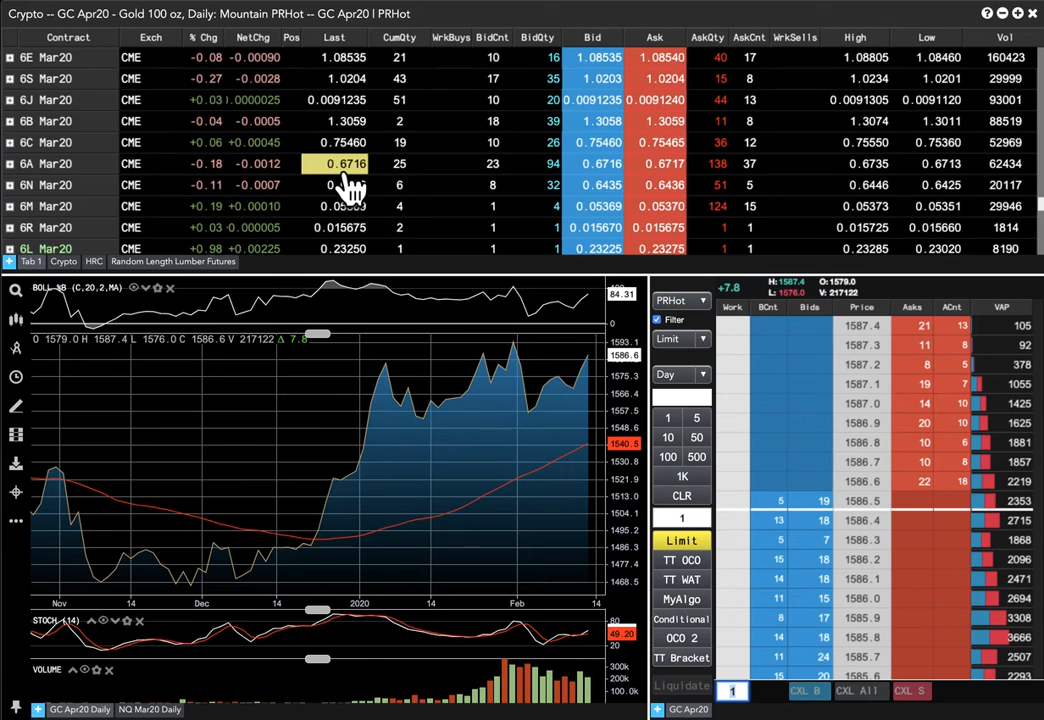 Crypto -- GC Apr20 - Gold 100 oz, Daily: Mountain PRHot -- GC Apr20 | PRHot
Contract Exch % Chg NetChg Pos Last CumQty WrkBuys BidCnt BidQty Bid Ask AskQty AskCnt WrkSells High Low Vol
6E Mar20 CME -0.08 -0.00090 1.08535 21 10 16 1.08535 1.08540 40 17 1.08805 1.08460 160423
6S Mar20 CME -0.27 -0.0028 1.0204 43 17 35 1.0203 1.0204 15 8 1.0234 1.0201 29999
6J Mar20 CME +0.03 0.0091235 51 10 20 0.0091235 0.0091240 44 13 0.0091305 0.0091120 93001
6B Mar20 CME -0.04 -0.0005 1.3059 2 18 39 1.3058 1.3059 11 8 1.3074 1.3011 88519
6C Mar20 CME +0.06 +0.00045 0.75460 19 10 26 0.75460 0.75465 36 12 0.75550 0.75360 52969
6A Mar20 CME -0.18 -0.0012 0.6716 25 23 94 0.6716 0.6717 138 37 0.6735 0.6713 62434
6N Mar20 CME -0.11 -0.0007 6 8 32 0.6435 0.6436 51 5 0.6446 0.6425 20117
6M Mar20 CME +0.19 +0.00010 4 1 4 0.05369 0.05370 124 15 0.05373 0.05351 29946
6R Mar20 CME +0.03 0.015675 2 1 1 0.015670 0.015675 1 1 0.015725 0.015670 1814
6L Mar20 CME +0.98 +0.00225 0.23250 1 1 1 0.23225 0.23275 1 1 0.23285 0.23210 8190
Tab 1 Crypto HRC Random Length Lumber Futures
BOLL %B (C,20,2,MA)
84.31
0
O 1579.0 H 1587.4 L 1576.0 C 1586.6 V 217122 Δ 7.8
1593.1
1586.6
1575.3
1566.4
1557.5
1548.6
1540.5
1530.8
1521.9
1513.0
1504.1
1495.2
1486.3
1477.4
1468.5
Nov 14 Dec 14 2020 14 Feb 14
STOCH (14)
80
49.20
20
VOLUME
300k
200k
100.0k
GC Apr20 Daily NQ Mar20 Daily
PRHot
Filter
Limit
Day
1 5
10 50
100 500
1K
CLR
1
Limit
TT OCO
TT WAT
MyAlgo
Conditional
OCO 2
TT Bracket
Liquidate
+7.8 H: 1587.4 O: 1579.0
L: 1576.0 V: 217122
Work BCnt Bids Price Asks ACnt VAP
1587.4 21 13 105
1587.3 11 8 92
1587.2 8 5 378
1587.1 19 7 1055
1587.0 14 10 1425
1586.9 20 10 1625
1586.8 10 6 1881
1586.7 10 8 1857
1586.6 22 18 2219
5 19 1586.5 2353
13 18 1586.4 2715
5 7 1586.3 1868
15 18 1586.2 2096
14 18 1586.1 2471
11 15 1586.0 2694
8 17 1585.9 3308
14 18 1585.8 3666
11 24 1585.7 2507
15 20 1585.6 2293
1 CXL B CXL All CXL S
GC Apr20